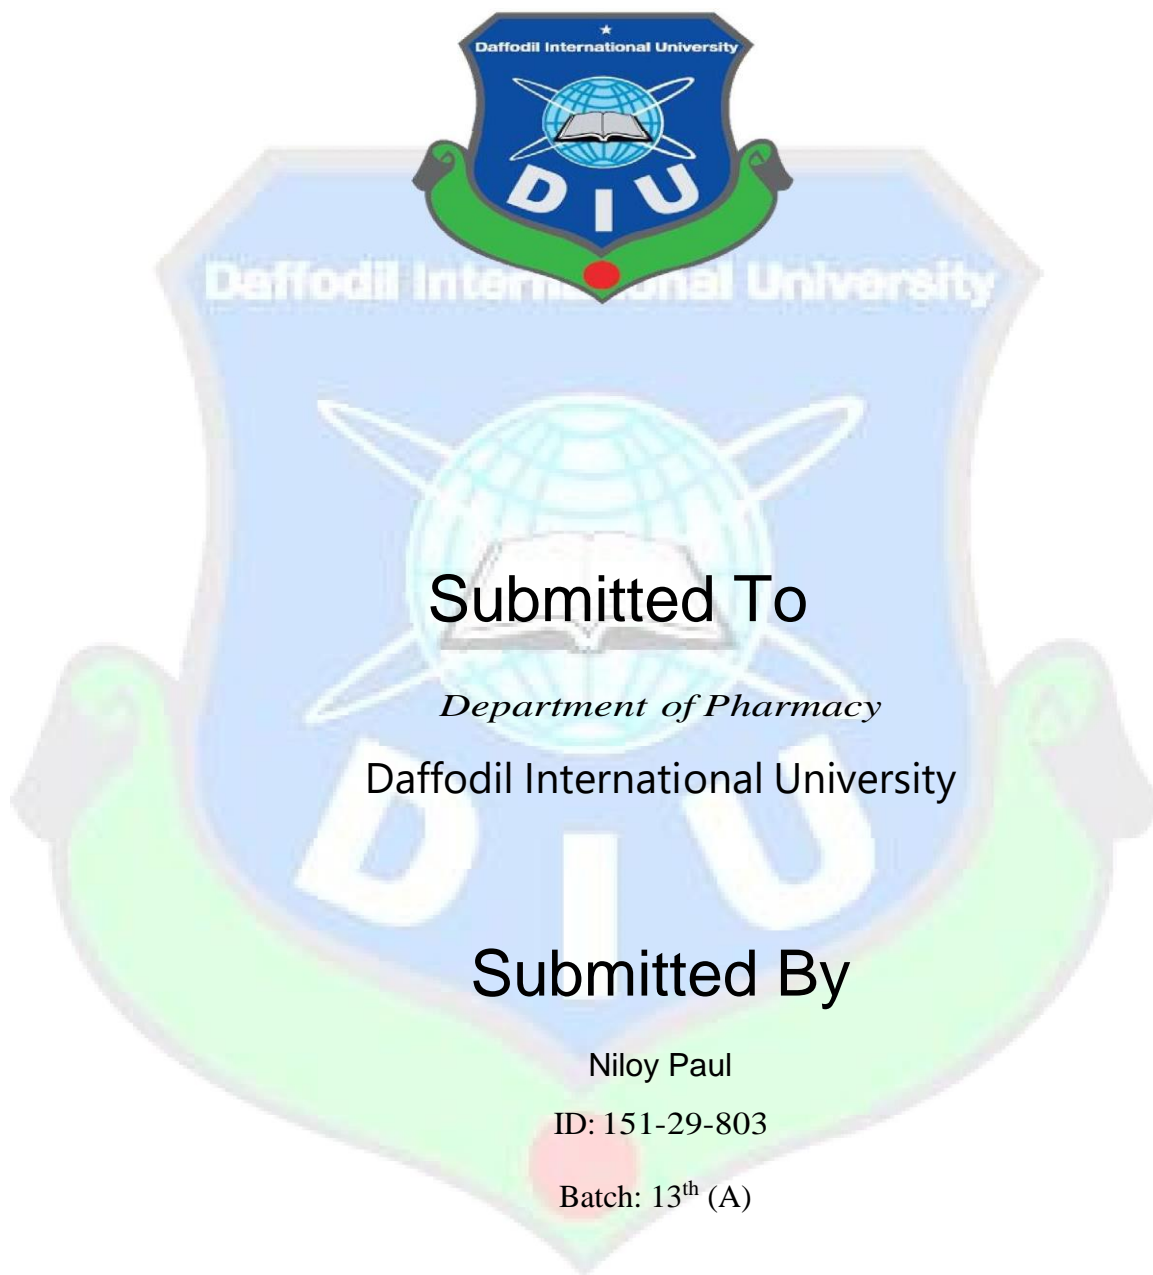 Daffodil International University
D I U
Daffodil International University
Submitted To
Department of Pharmacy
Daffodil International University
D I U
Submitted By
Niloy Paul
ID: 151-29-803
Batch: 13th (A)